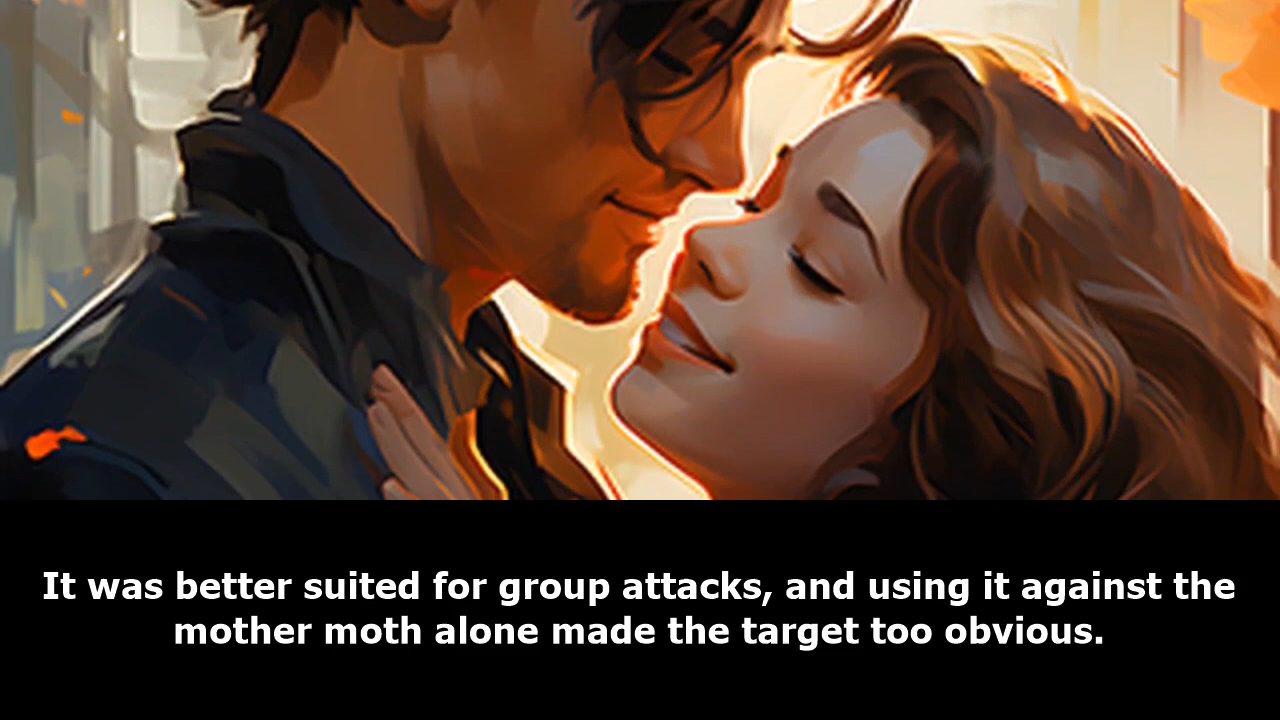 It was better suited for group attacks, and using it against the
mother moth alone made the target too obvious.